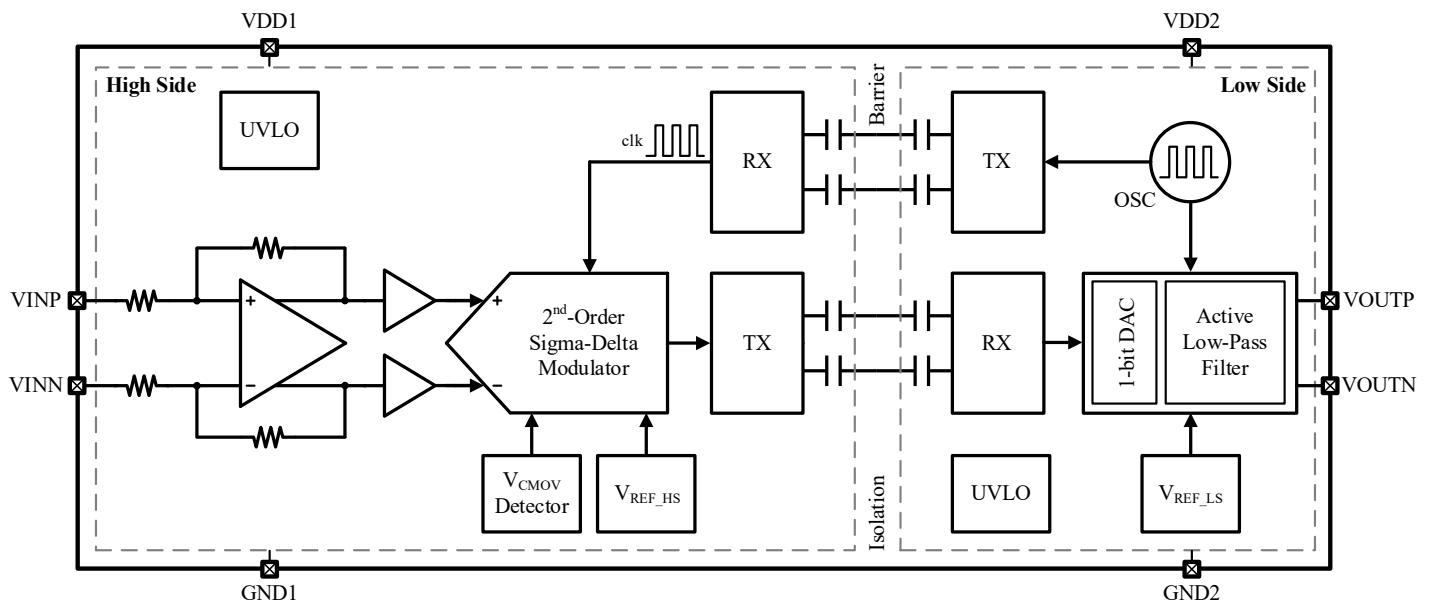 VDD1
VDD2
High Side
Low Side
Barrier
UVLO
clk
RX
TX
OSC
VINP
+
+
2nd-Order
Sigma-Delta
Modulator
TX
RX
1-bit DAC
Active
Low-Pass
Filter
VOUTP
VINN
−
−
VOUTN
VCMOV
Detector
VREF_HS
Isolation
UVLO
VREF_LS
GND1
GND2